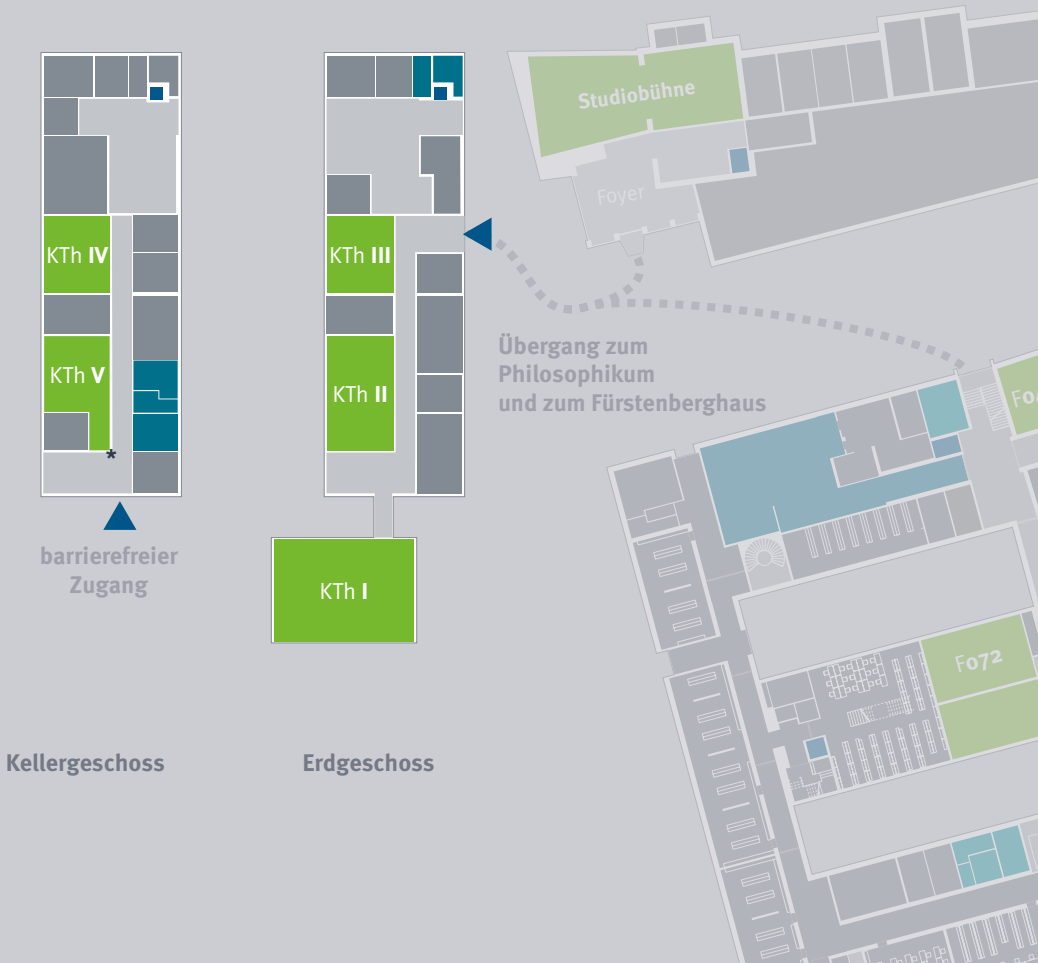 Studiobühne
Foyer
KTh IV
KTh III
KTh V
KTh II
*
Übergang zum
Philosophikum
und zum Fürstenberghaus
barrierefreier
Zugang
KTh I
F072
Kellergeschoss
Erdgeschoss